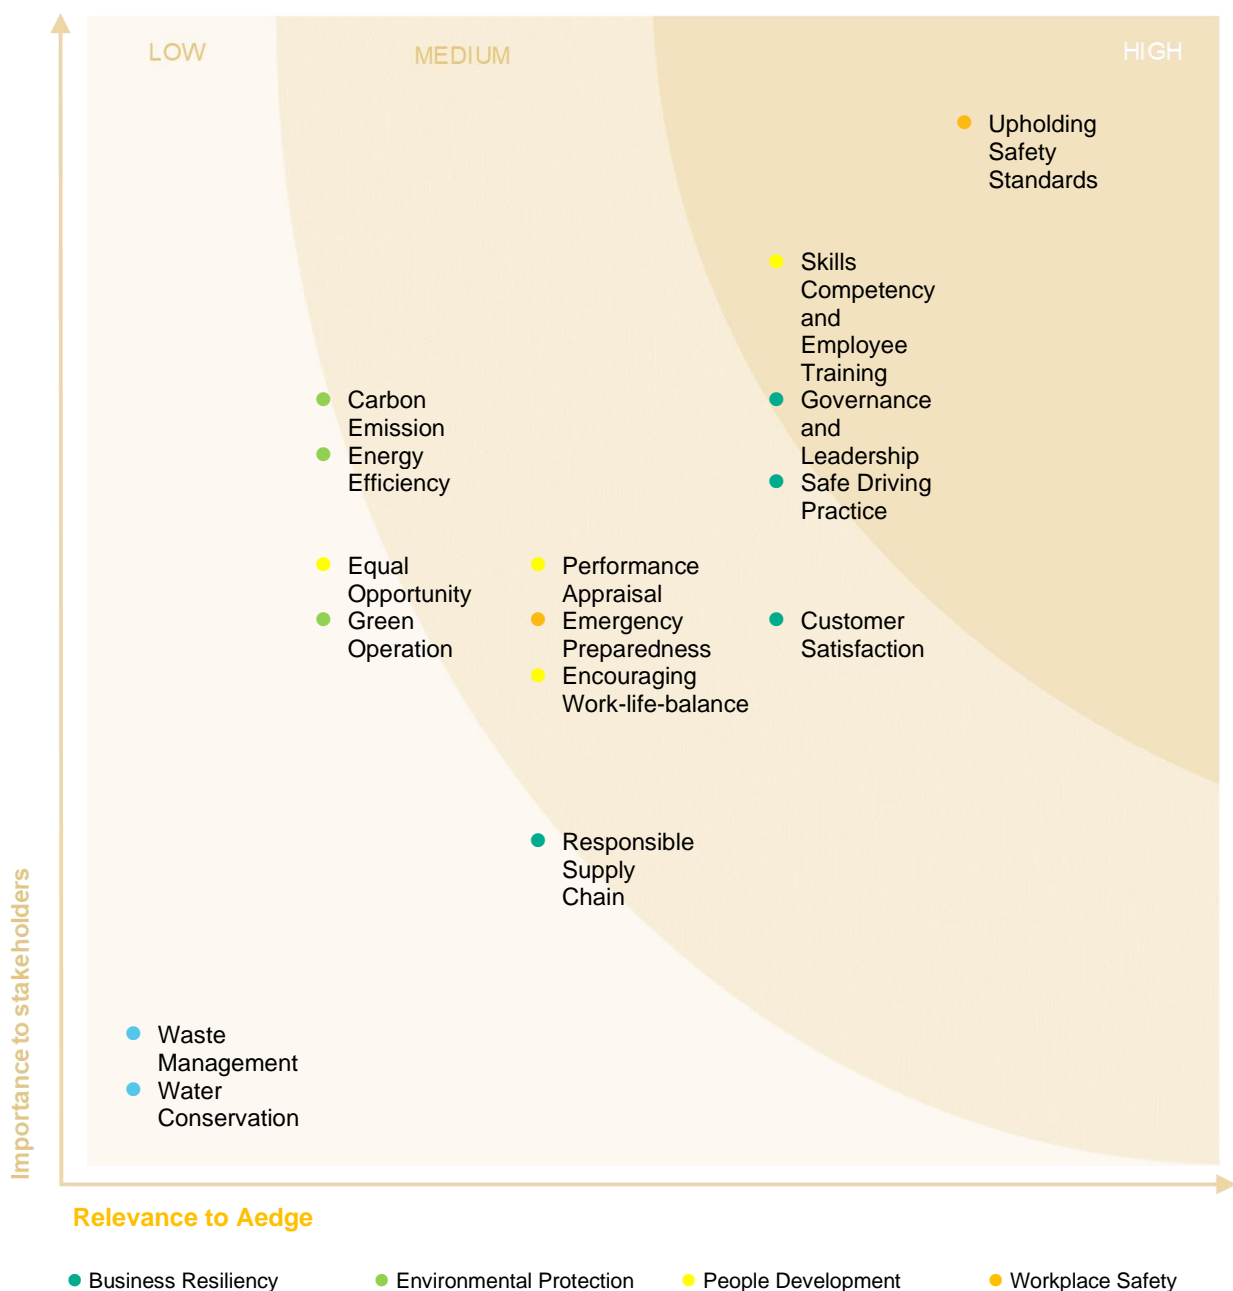 LOW
MEDIUM
HIGH
Upholding
Safety
Standards
Skills
Competency
and
Employee
Training
Governance
and
Leadership
Safe Driving
Practice
Carbon
Emission
Energy
Efficiency
Equal
Opportunity
Green
Operation
Performance
Appraisal
Emergency
Preparedness
Encouraging
Work-life-balance
Customer
Satisfaction
Responsible
Supply
Chain
Waste
Management
Water
Conservation
Importance to stakeholders
Relevance to Aedge
Business Resiliency
Environmental Protection
People Development
Workplace Safety